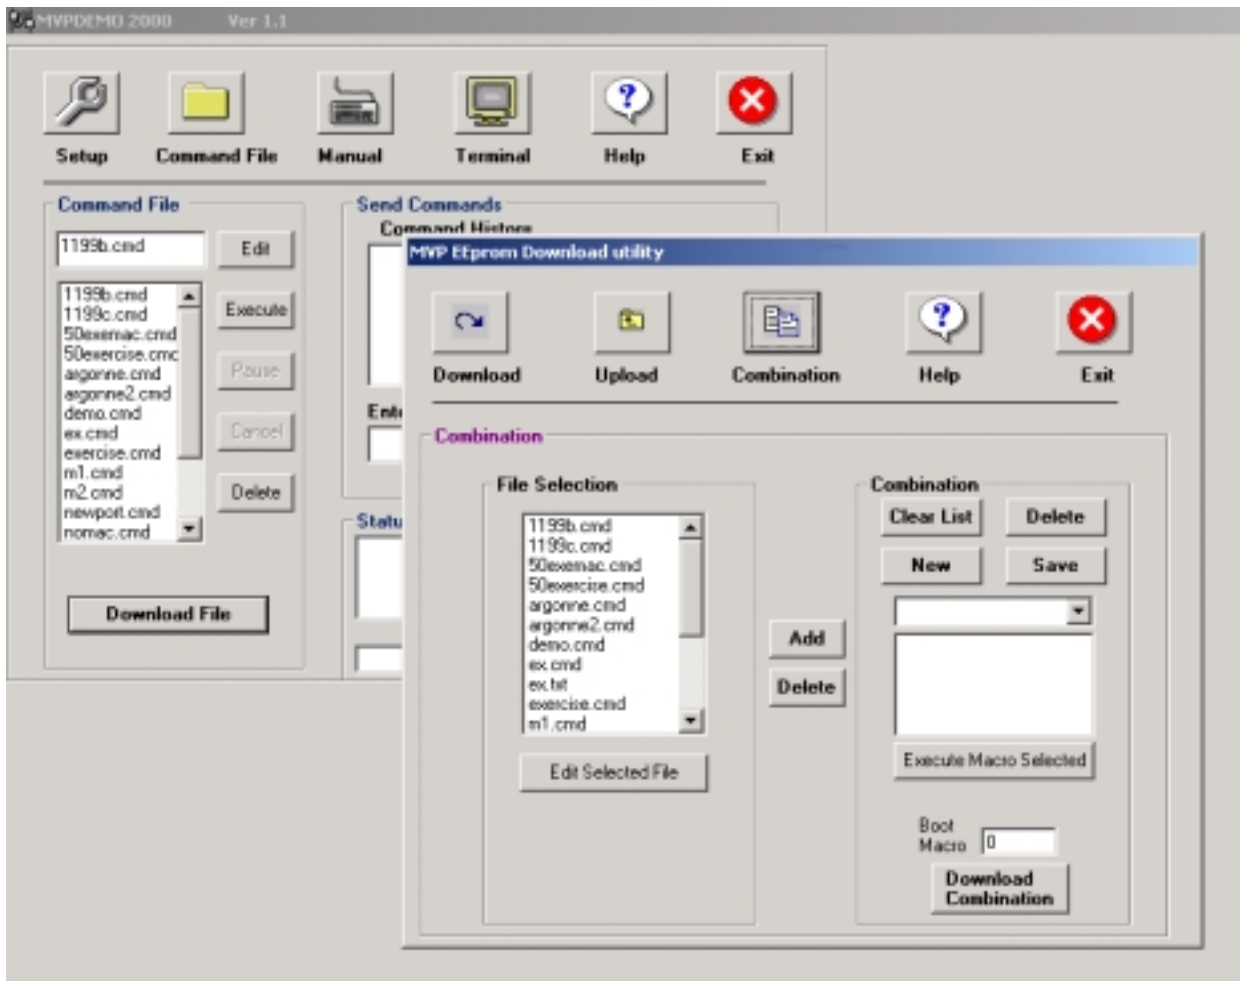 MVPDEMO 2000 Ver 1.1
Setup Command File Manual Terminal Help Exit
Command File
1199b.cmd
Edit
1199b.cmd
1199c.cmd
50exemac.cmd
50exercise.cmc
argonne.cmd
argonne2.cmd
demo.cmd
ex.cmd
exercise.cmd
m1.cmd
m2.cmd
newport.cmd
nomac.cmd
Execute
Pause
Cancel
Delete
Download File
Send Commands
Command History
Ente
Statu
MVP EEprom Download utility
Download Upload Combination Help Exit
Combination
File Selection
1199b.cmd
1199c.cmd
50exemac.cmd
50exercise.cmd
argonne.cmd
argonne2.cmd
demo.cmd
ex.cmd
ex.txt
exercise.cmd
m1.cmd
Edit Selected File
Add
Delete
Combination
Clear List Delete
New Save
Execute Macro Selected
Boot
Macro 0
Download
Combination